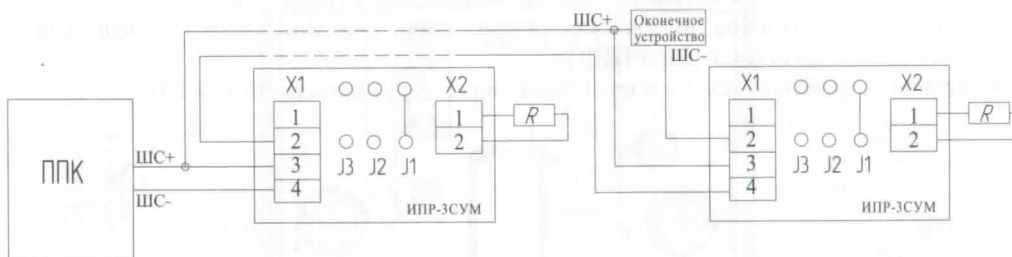 ШС+
Оконечное
устройство
ШС-
X1
X2
1
2
3
4
1
2
R
J3 J2 J1
ИПР-3СУМ
ППК
ШС+
ШС-
X1
X2
1
2
3
4
1
2
R
J3 J2 J1
ИПР-3СУМ